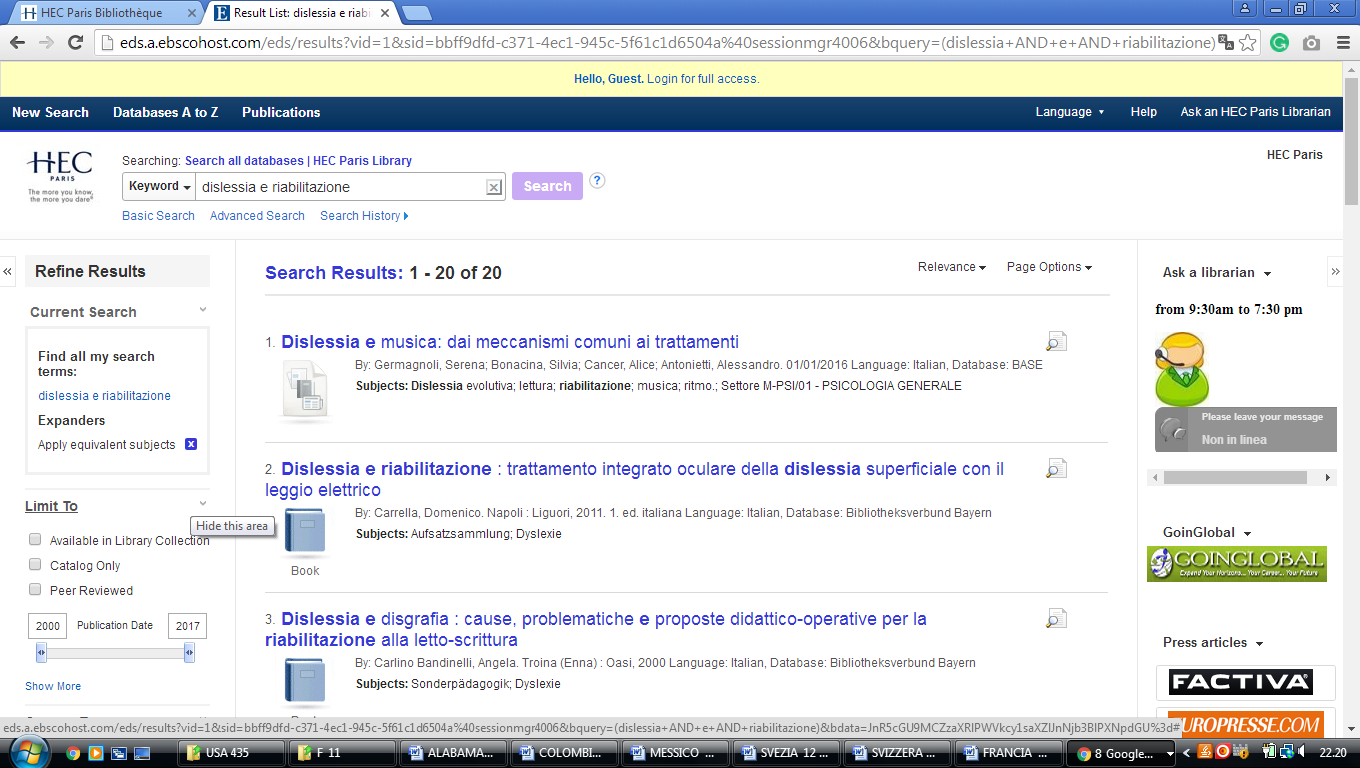 HEC Paris Bibliothèque
Result List: dislessia e riabi
eds.a.ebscohost.com/eds/results?vid=1&sid=bbff9dfd-c371-4ec1-945c-5f61c1d6504a%40sessionmgr4006&bquery=(dislessia+AND+e+AND+riabilitazione)
Hello, Guest. Login for full access.
New Search Databases A to Z Publications Language Help Ask an HEC Paris Librarian
HEC
PARIS
The more you know,
the more you dare
HEC Paris
Searching: Search all databases | HEC Paris Library
Keyword dislessia e riabilitazione Search ?
Basic Search Advanced Search Search History
Refine Results
Current Search
Find all my search
terms:
dislessia e riabilitazione
Expanders
Apply equivalent subjects
Limit To
Hide this area
Available in Library Collection
Catalog Only
Peer Reviewed
2000 Publication Date 2017
Show More
Search Results: 1 - 20 of 20
Relevance Page Options
1. Dislessia e musica: dai meccanismi comuni ai trattamenti
By: Germagnoli, Serena; Bonacina, Silvia; Cancer, Alice; Antonietti, Alessandro. 01/01/2016 Language: Italian, Database: BASE
Subjects: Dislessia evolutiva; lettura; riabilitazione; musica; ritmo.; Settore M-PSI/01 - PSICOLOGIA GENERALE
2. Dislessia e riabilitazione : trattamento integrato oculare della dislessia superficiale con il
leggio elettrico
By: Carrella, Domenico. Napoli : Liguori, 2011. 1. ed. italiana Language: Italian, Database: Bibliotheksverbund Bayern
Subjects: Aufsatzsammlung; Dyslexie
Book
3. Dislessia e disgrafia : cause, problematiche e proposte didattico-operative per la
riabilitazione alla letto-scrittura
By: Carlino Bandinelli, Angela. Troina (Enna) : Oasi, 2000 Language: Italian, Database: Bibliotheksverbund Bayern
Subjects: Sonderpädagogik; Dyslexie
Ask a librarian
from 9:30am to 7:30 pm
Please leave your message
Non in linea
GoinGlobal
GOINGLOBAL
Expand Your Horizons... Your Career... Your Future
Press articles
FACTIVA
EUROPRESSE.COM
eds.a.ebscohost.com/eds/results?vid=1&sid=bbff9dfd-c371-4ec1-945c-5f61c1d6504a%40sessionmgr4006&bquery=(dislessia+AND+e+AND+riabilitazione)&bdata=JnR5cGU9MCZzaXRlPWVkcy1saXZlJnNjb3BlPXNpdGU%3d#
USA 435 F 11 ALABAMA... COLOMBI... MESSICO ... SVEZIA 12 ... SVIZZERA ... FRANCIA ... 8 Google... 22.20